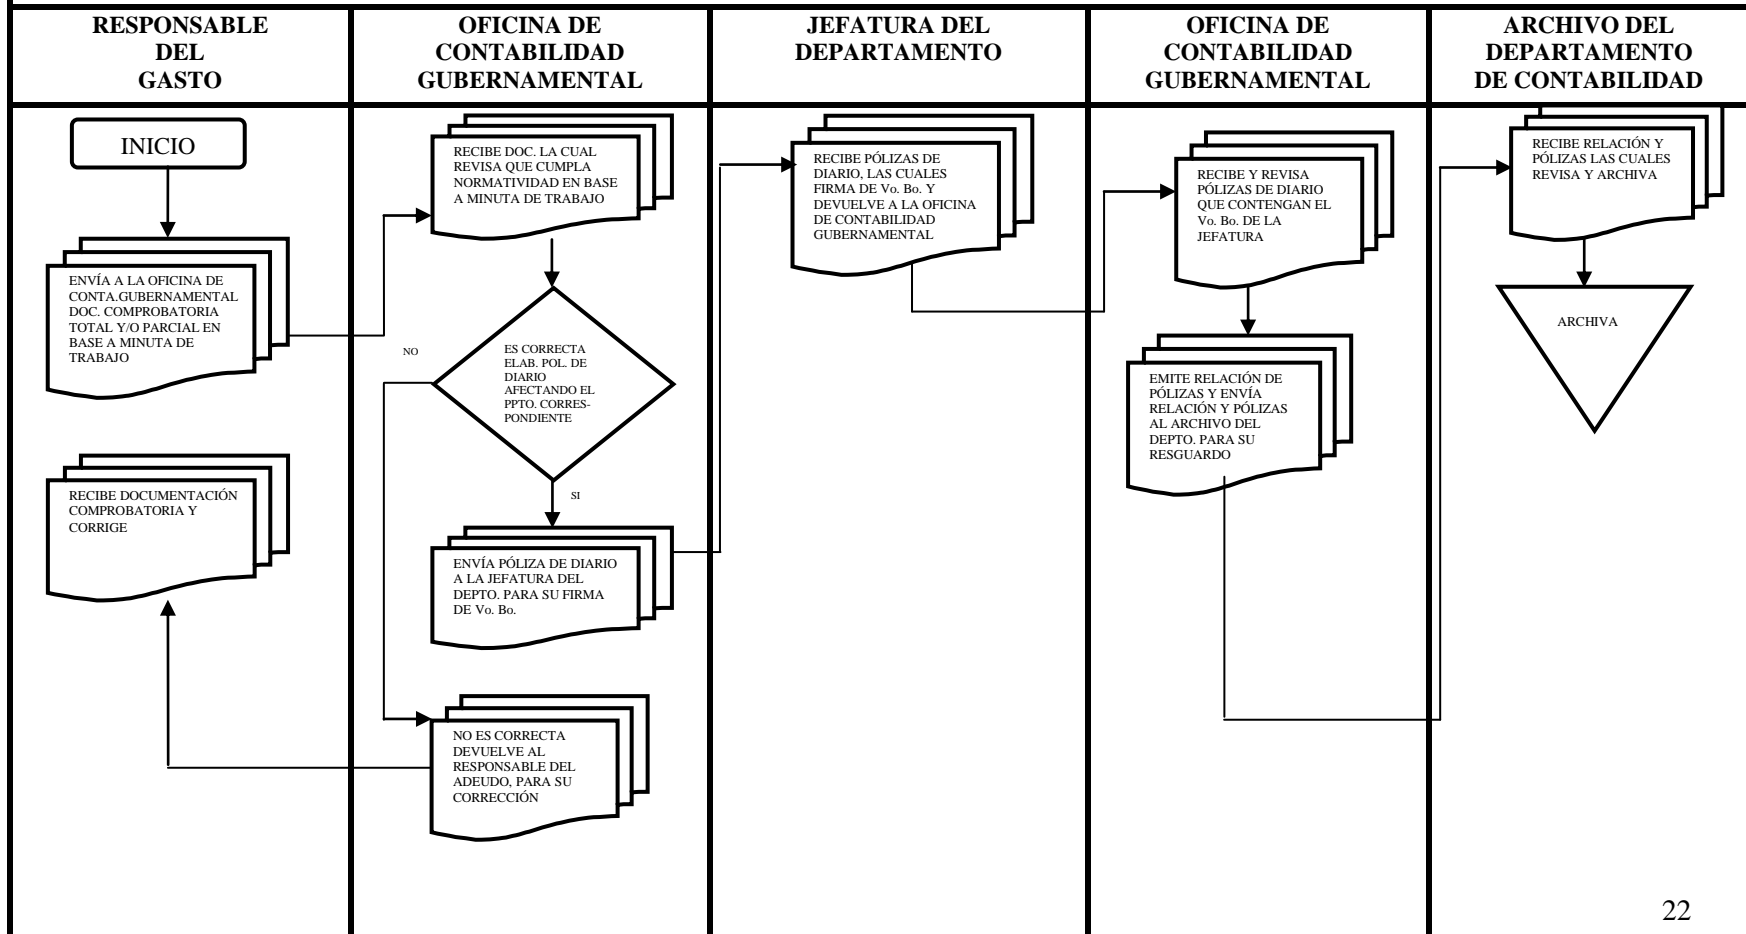 RESPONSABLE
DEL
GASTO
OFICINA DE
CONTABILIDAD
GUBERNAMENTAL
JEFATURA DEL
DEPARTAMENTO
OFICINA DE
CONTABILIDAD
GUBERNAMENTAL
ARCHIVO DEL
DEPARTAMENTO
DE CONTABILIDAD
INICIO
ENVÍA A LA OFICINA DE
CONTA.GUBERNAMENTAL
DOC. COMPROBATORIA
TOTAL Y/O PARCIAL EN
BASE A MINUTA DE
TRABAJO
RECIBE DOCUMENTACIÓN
COMPROBATORIA Y
CORRIGE
RECIBE DOC. LA CUAL
REVISA QUE CUMPLA
NORMATIVIDAD EN BASE
A MINUTA DE TRABAJO
NO
ES CORRECTA
ELAB. POL. DE
DIARIO
AFECTANDO EL
PPTO. CORRES-
PONDIENTE
SI
ENVÍA PÓLIZA DE DIARIO
A LA JEFATURA DEL
DEPTO. PARA SU FIRMA
DE Vo. Bo.
NO ES CORRECTA
DEVUELVE AL
RESPONSABLE DEL
ADEUDO, PARA SU
CORRECCIÓN
RECIBE PÓLIZAS DE
DIARIO, LAS CUALES
FIRMA DE Vo. Bo. Y
DEVUELVE A LA OFICINA
DE CONTABILIDAD
GUBERNAMENTAL
RECIBE Y REVISA
PÓLIZAS DE DIARIO
QUE CONTENGAN EL
Vo. Bo. DE LA
JEFATURA
EMITE RELACIÓN DE
PÓLIZAS Y ENVÍA
RELACIÓN Y PÓLIZAS
AL ARCHIVO DEL
DEPTO. PARA SU
RESGUARDO
RECIBE RELACIÓN Y
PÓLIZAS LAS CUALES
REVISA Y ARCHIVA
ARCHIVA
22